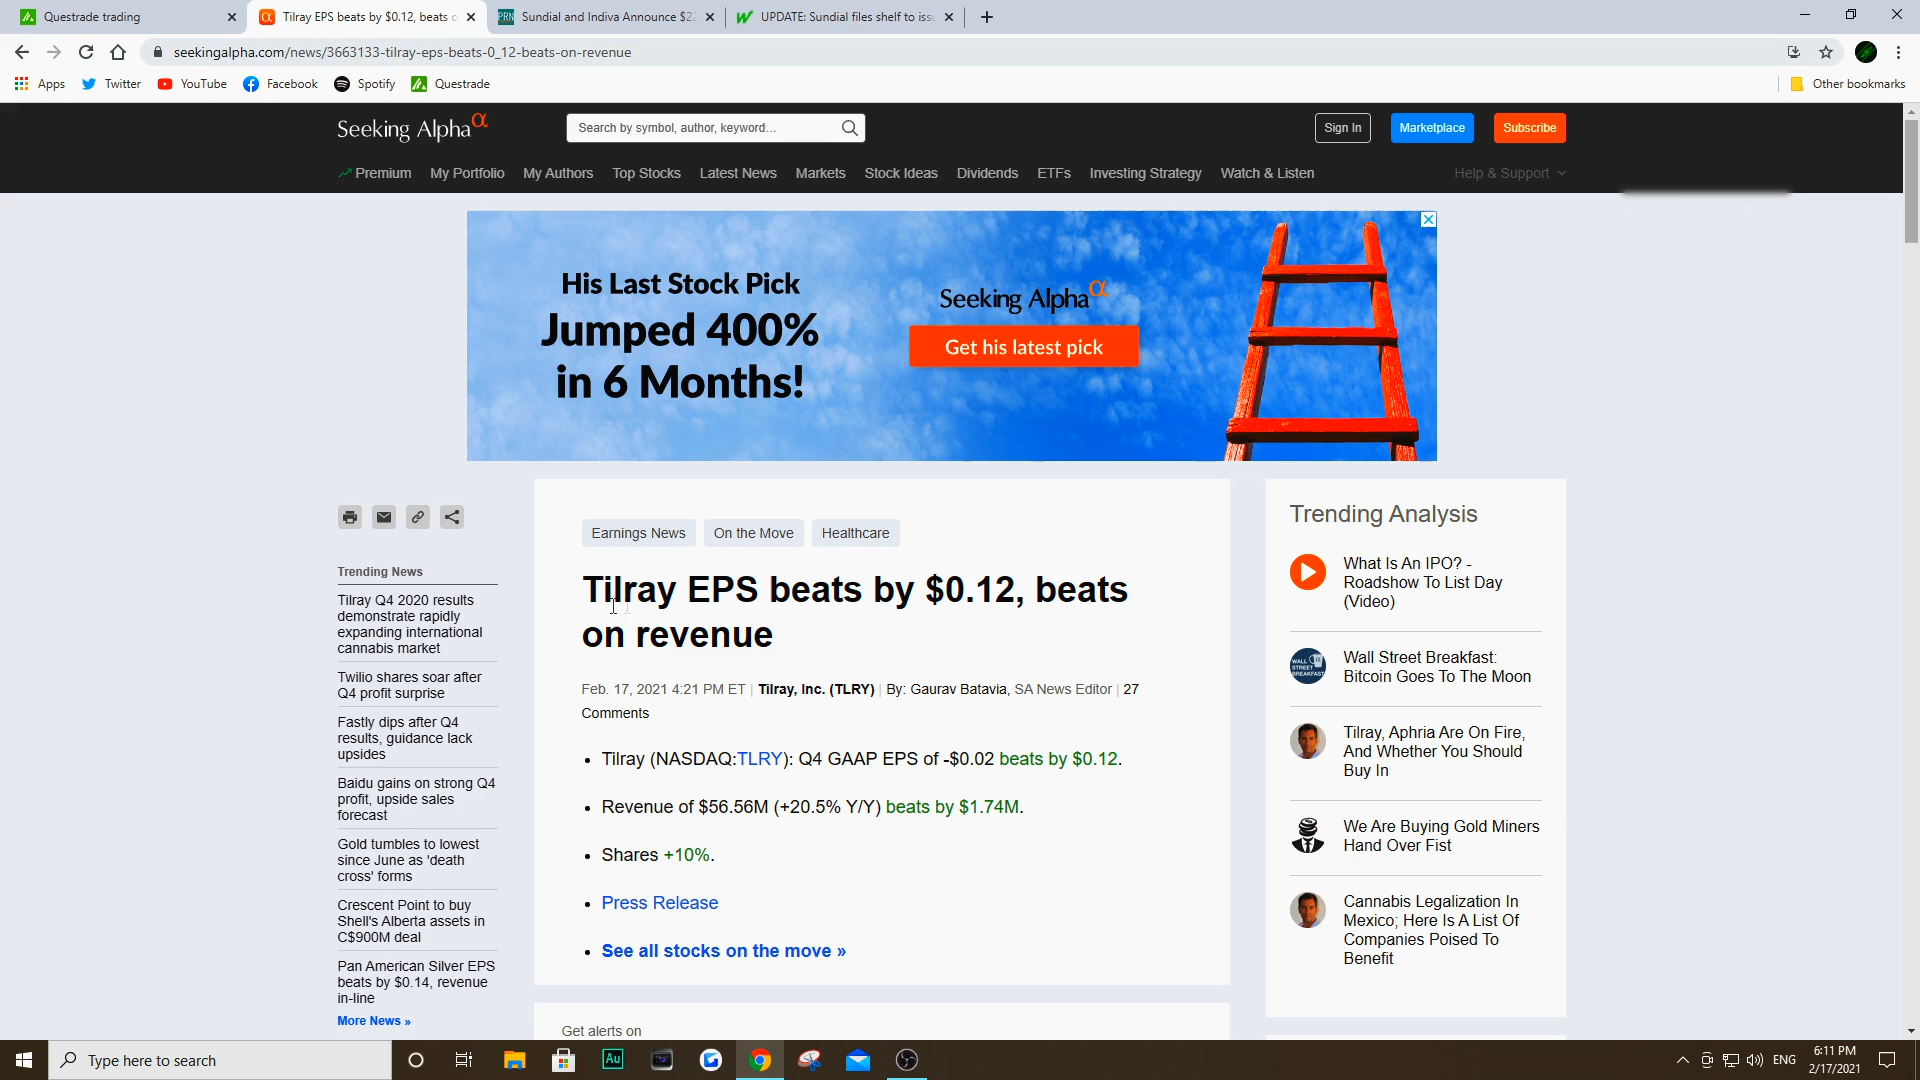 Questrade trading
Tilray EPS beats by $0.12, beats o
Sundial and Indiva Announce $22
UPDATE: Sundial files shelf to iss
seekingalpha.com/news/3663133-tilray-eps-beats-0_12-beats-on-revenue
Apps
Twitter
YouTube
Facebook
Spotify
Questrade
Other bookmarks
Seeking Alpha α
Search by symbol, author, keyword...
Sign In
Marketplace
Subscribe
Premium
My Portfolio
My Authors
Top Stocks
Latest News
Markets
Stock Ideas
Dividends
ETFs
Investing Strategy
Watch & Listen
Help & Support
His Last Stock Pick
Jumped 400%
in 6 Months!
Seeking Alpha α
Get his latest pick
Trending News
Tilray Q4 2020 results
demonstrate rapidly
expanding international
cannabis market
Twilio shares soar after
Q4 profit surprise
Fastly dips after Q4
results, guidance lack
upsides
Baidu gains on strong Q4
profit, upside sales
forecast
Gold tumbles to lowest
since June as 'death
cross' forms
Crescent Point to buy
Shell's Alberta assets in
C$900M deal
Pan American Silver EPS
beats by $0.14, revenue
in-line
More News »
Earnings News
On the Move
Healthcare
Tilray EPS beats by $0.12, beats
on revenue
Feb. 17, 2021 4:21 PM ET | Tilray, Inc. (TLRY) | By: Gaurav Batavia, SA News Editor | 27
Comments
• Tilray (NASDAQ:TLRY): Q4 GAAP EPS of -$0.02 beats by $0.12.
• Revenue of $56.56M (+20.5% Y/Y) beats by $1.74M.
• Shares +10%.
• Press Release
• See all stocks on the move »
Get alerts on
Trending Analysis
What Is An IPO? -
Roadshow To List Day
(Video)
WALL STREET BREAKFAST
Wall Street Breakfast:
Bitcoin Goes To The Moon
Tilray, Aphria Are On Fire,
And Whether You Should
Buy In
We Are Buying Gold Miners
Hand Over Fist
Cannabis Legalization In
Mexico; Here Is A List Of
Companies Poised To
Benefit
Type here to search
Au
ENG
6:11 PM
2/17/2021